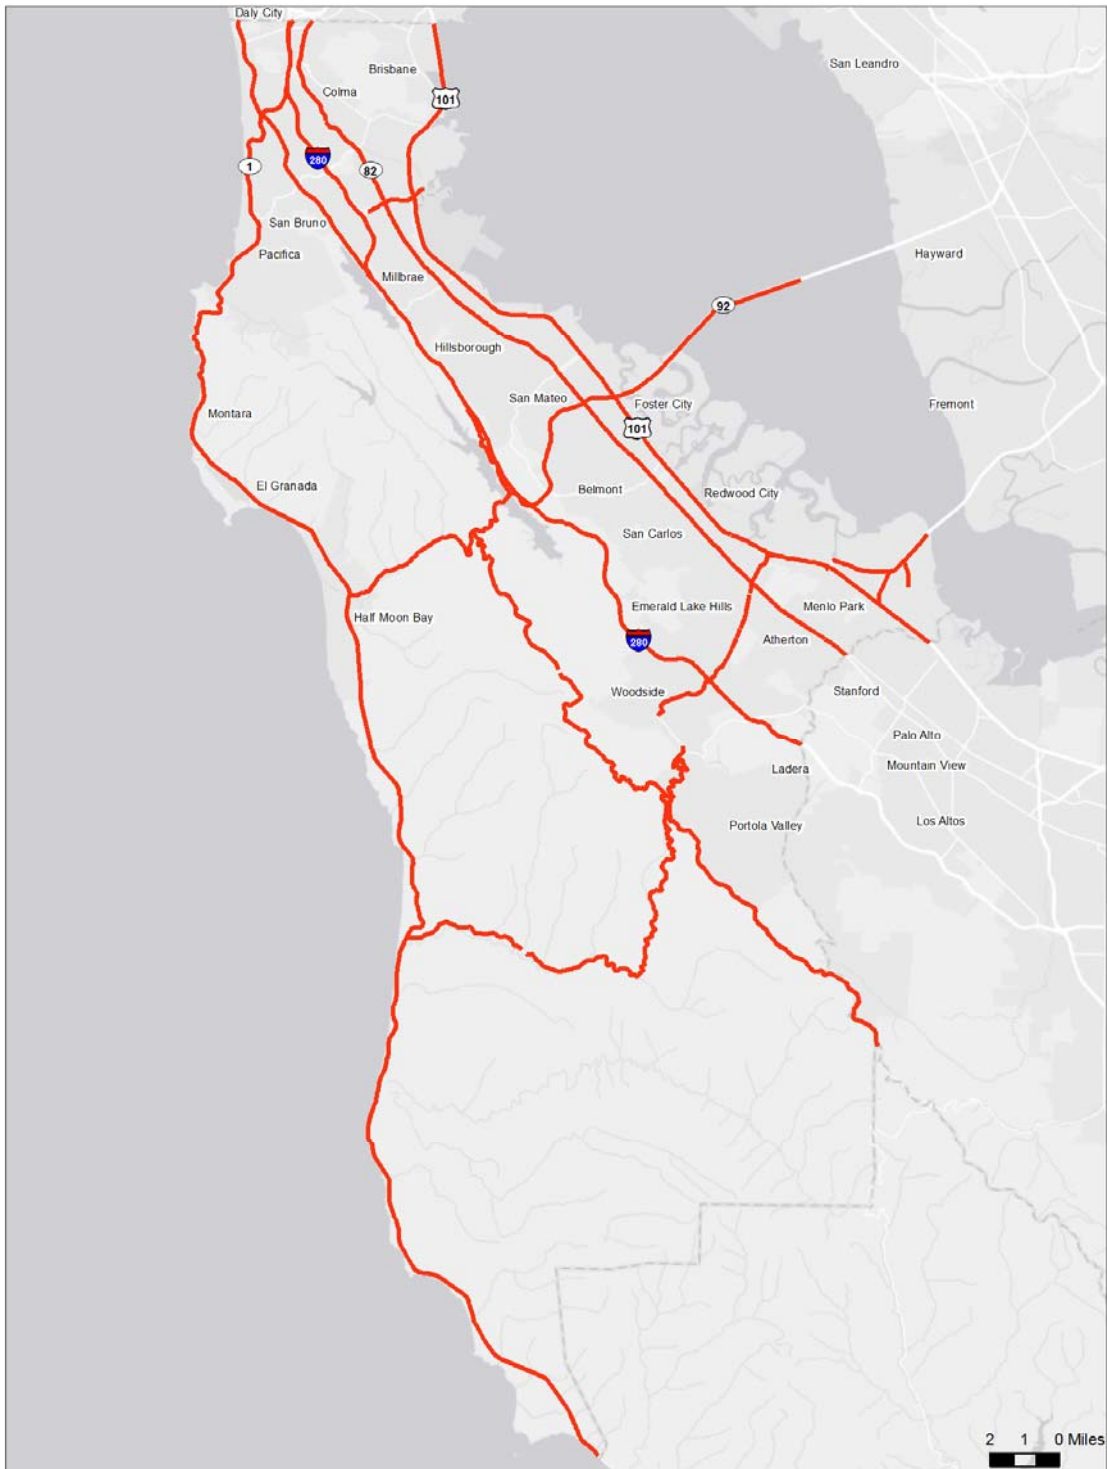 Daly City
San Leandro
Brisbane
Colma
101
280
1
82
San Bruno
Pacifica
Hayward
Millbrae
92
Hillsborough
San Mateo
Foster City
Fremont
Montara
101
El Granada
Belmont
Redwood City
San Carlos
Emerald Lake Hills
Menlo Park
Half Moon Bay
280
Atherton
Woodside
Stanford
Palo Alto
Mountain View
Ladera
Los Altos
Portola Valley
2 1 0 Miles